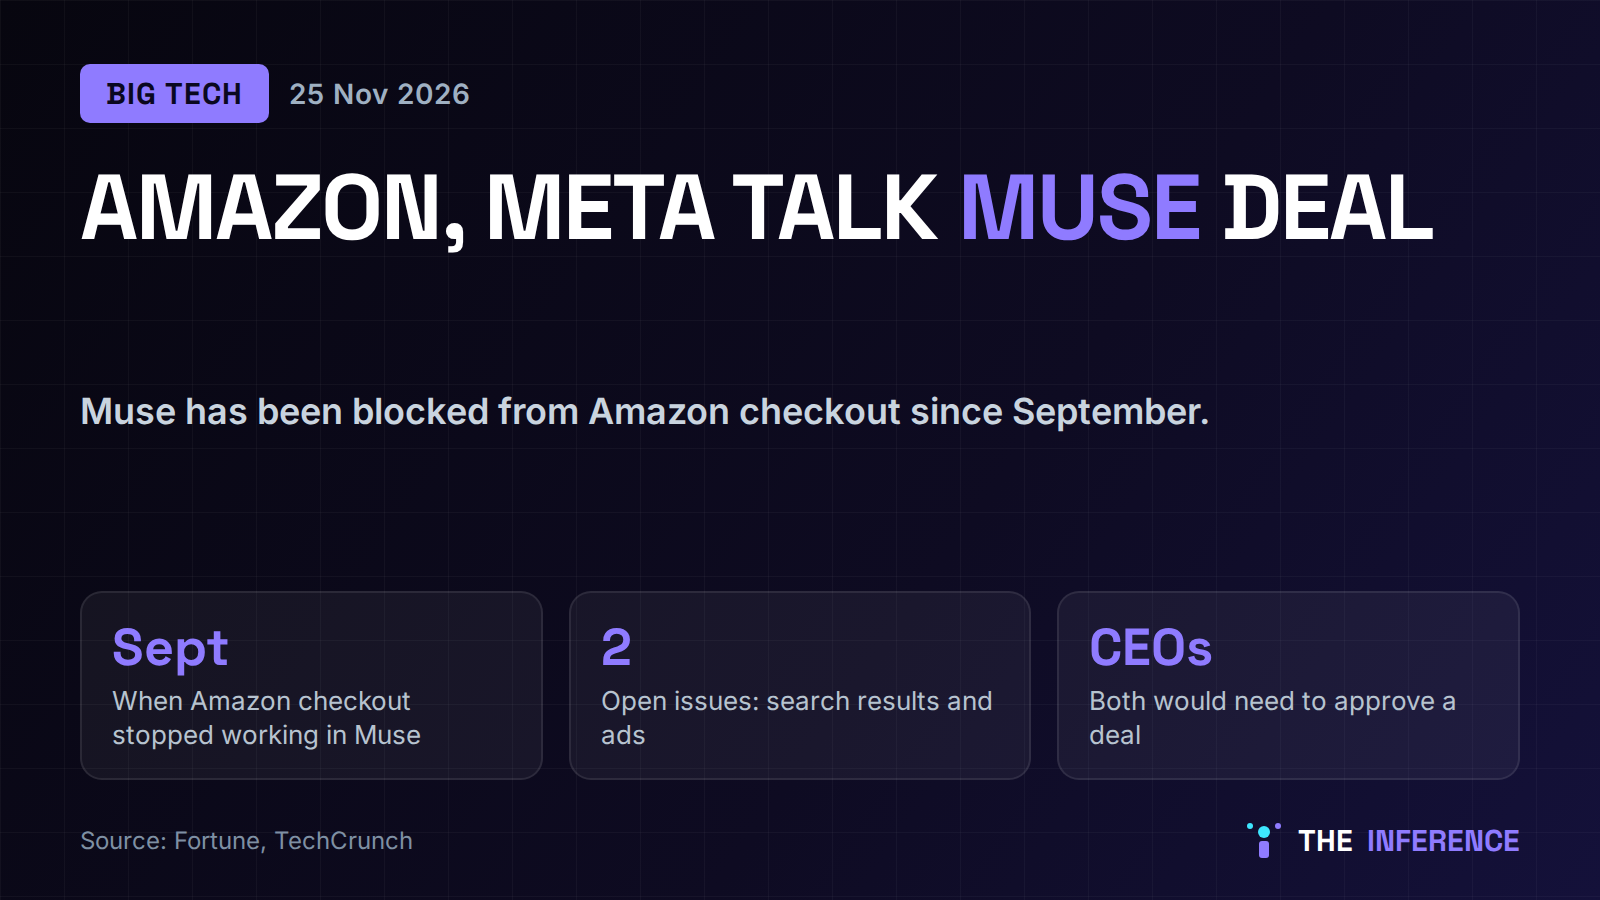 BIG TECH
25 Nov 2026
AMAZON, META TALK MUSE DEAL
Muse has been blocked from Amazon checkout since September.
Sept
When Amazon checkout
stopped working in Muse
2
Open issues: search results and
ads
CEOs
Both would need to approve a
deal
Source: Fortune, TechCrunch
THE INFERENCE